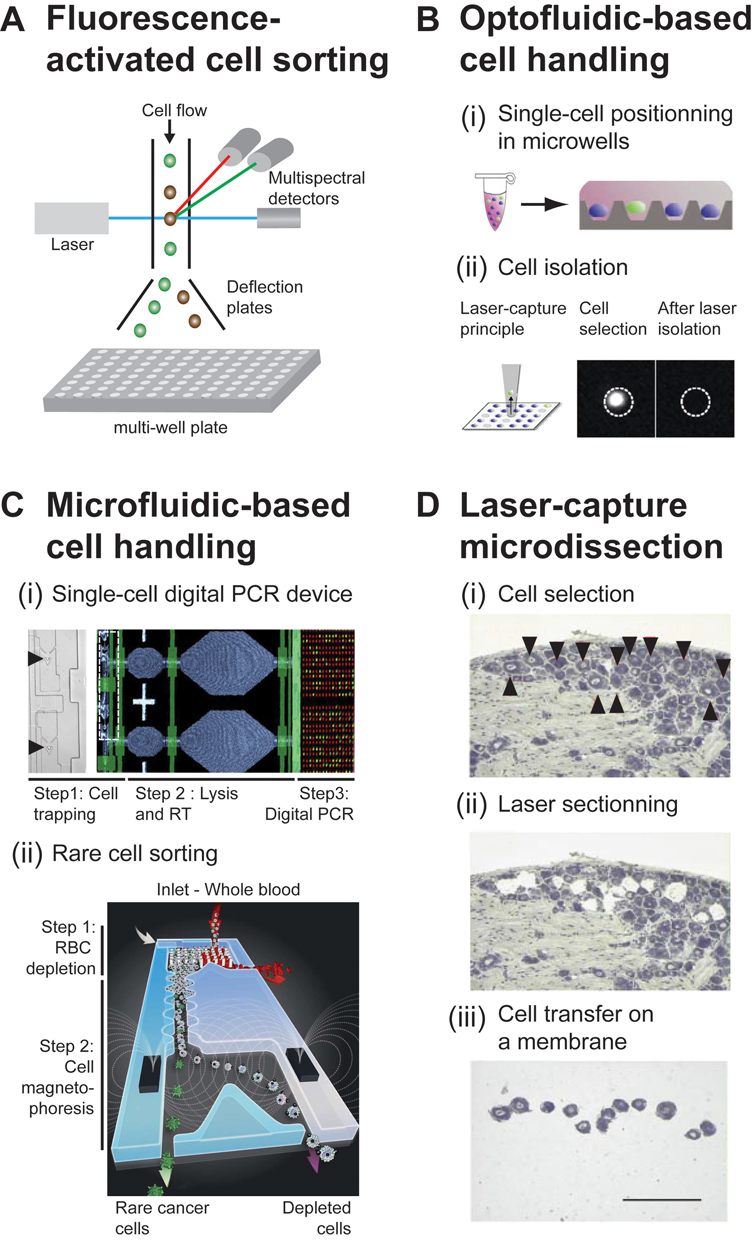 A Fluorescence-
activated cell sorting
Cell flow
Multispectral
detectors
Laser
Deflection
plates
multi-well plate
B Optofluidic-based
cell handling
(i) Single-cell positionning
in microwells
(ii) Cell isolation
Laser-capture
principle
Cell
selection
After laser
isolation
C Microfluidic-based
cell handling
(i) Single-cell digital PCR device
Step1: Cell
trapping
Step 2 : Lysis
and RT
Step3:
Digital PCR
(ii) Rare cell sorting
Inlet - Whole blood
Step 1:
RBC
depletion
Step 2:
Cell
magneto-
phoresis
Rare cancer
cells
Depleted
cells
D Laser-capture
microdissection
(i) Cell selection
(ii) Laser sectionning
(iii) Cell transfer on
a membrane